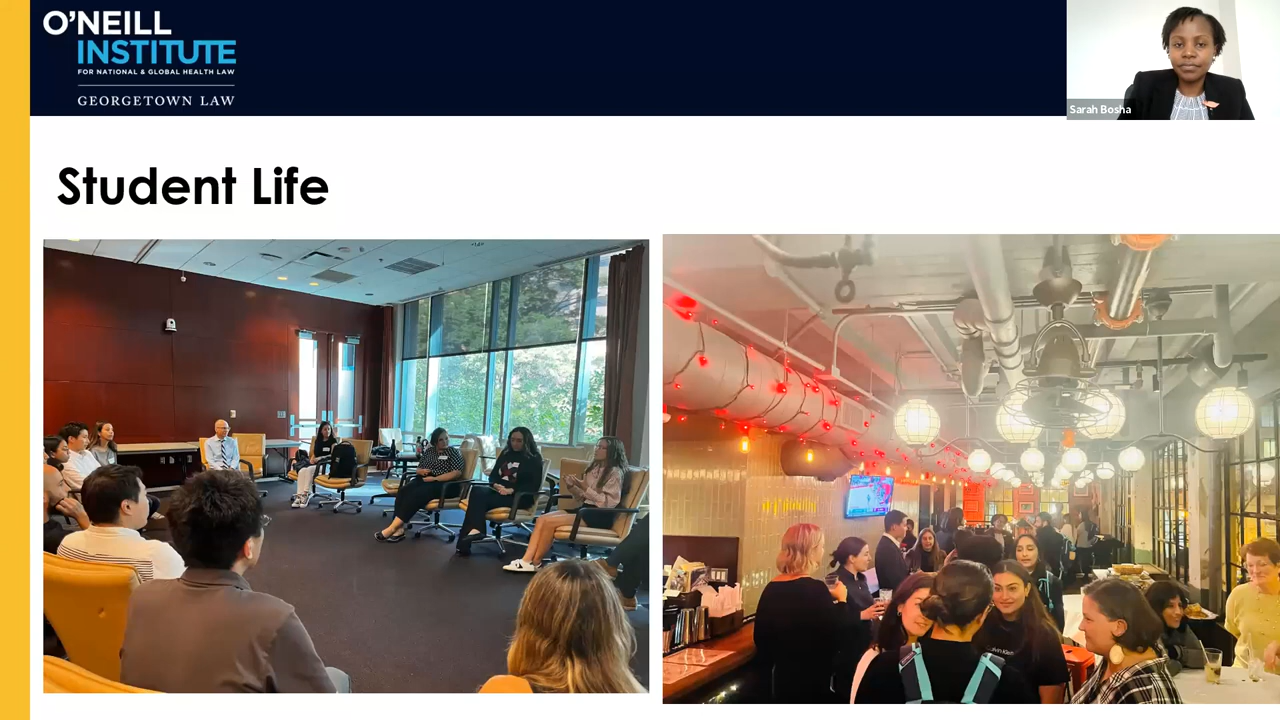 O'NEILL
INSTITUTE
FOR NATIONAL & GLOBAL HEALTH LAW
GEORGETOWN LAW
Sarah Bosha
Student Life